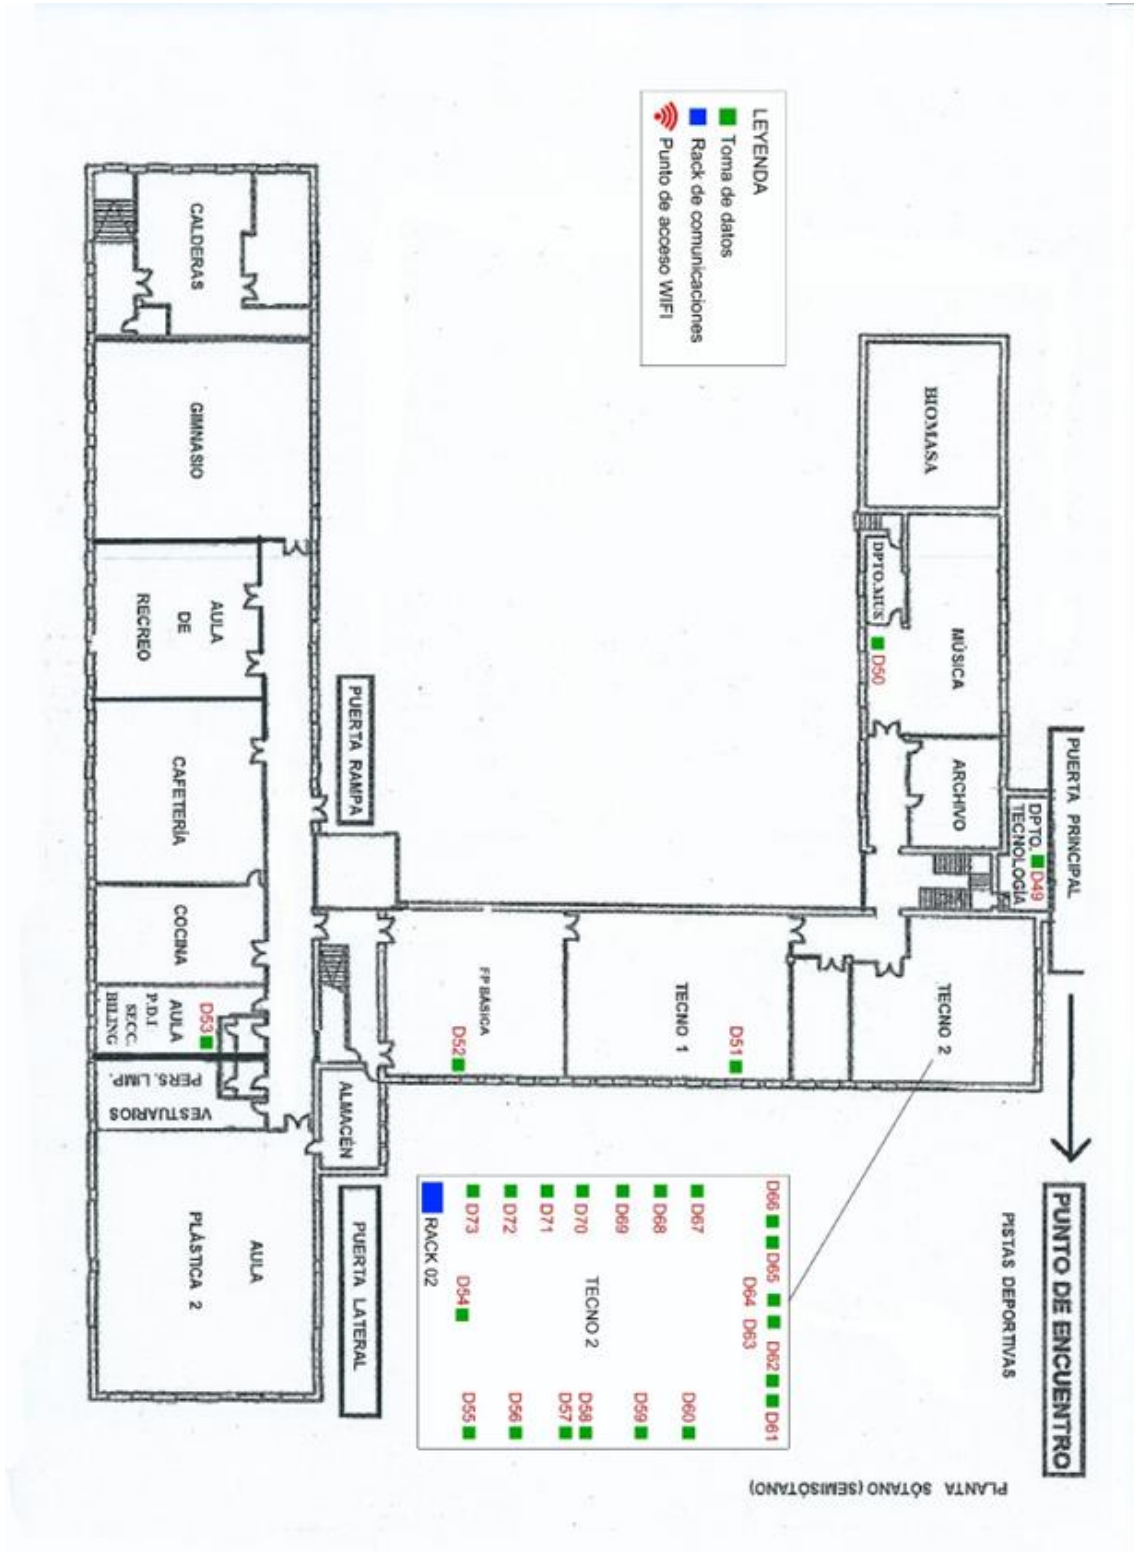 LEYENDA
Toma de datos
Rack de comunicaciones
Punto de acceso WIFI
CALDERAS
GIMNASIO
AULA
DE
RECREO
CAFETERÍA
COCINA
AULA
P.D.I
SECC.
BILING
D53
PERS. LIMP.
VESTUARIOS
AULA
PLÁSTICA 2
PUERTA RAMPA
ALMACÉN
PUERTA LATERAL
BIOMASA
DPTO.MUS
D50
MÚSICA
ARCHIVO
PUERTA PRINCIPAL
DPTO.
TECNOLOGÍA
D49
TECNO 2
TECNO 1
D51
FP BÁSICA
D52
PUNTO DE ENCUENTRO
PISTAS DEPORTIVAS
D66
D65
D64 D63
D62
D61
D67
D68
D69
D70
D71
D72
D73
RACK 02
TECNO 2
D54
D60
D59
D58
D57
D56
D55
PLANTA SÓTANO (SEMISÓTANO)